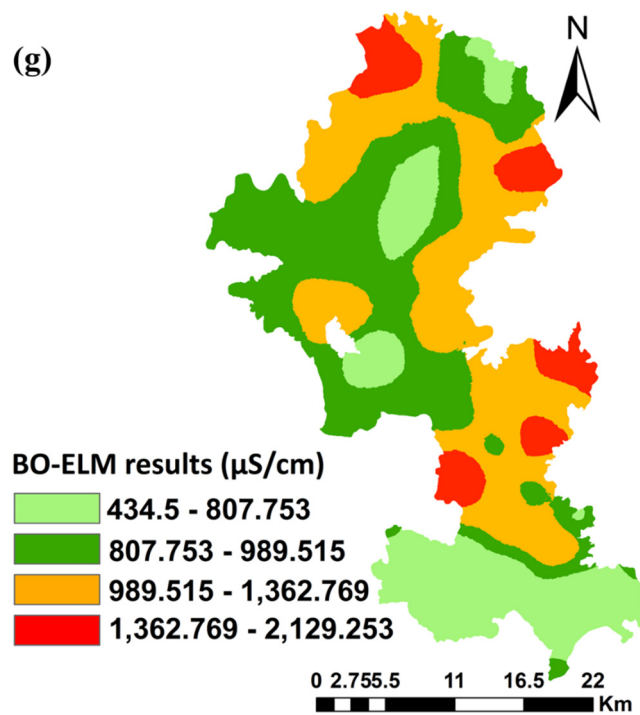 (g)
N
BO-ELM results (µS/cm)
434.5 - 807.753
807.753 - 989.515
989.515 - 1,362.769
1,362.769 - 2,129.253
0 2.755.5 11 16.5 22
Km